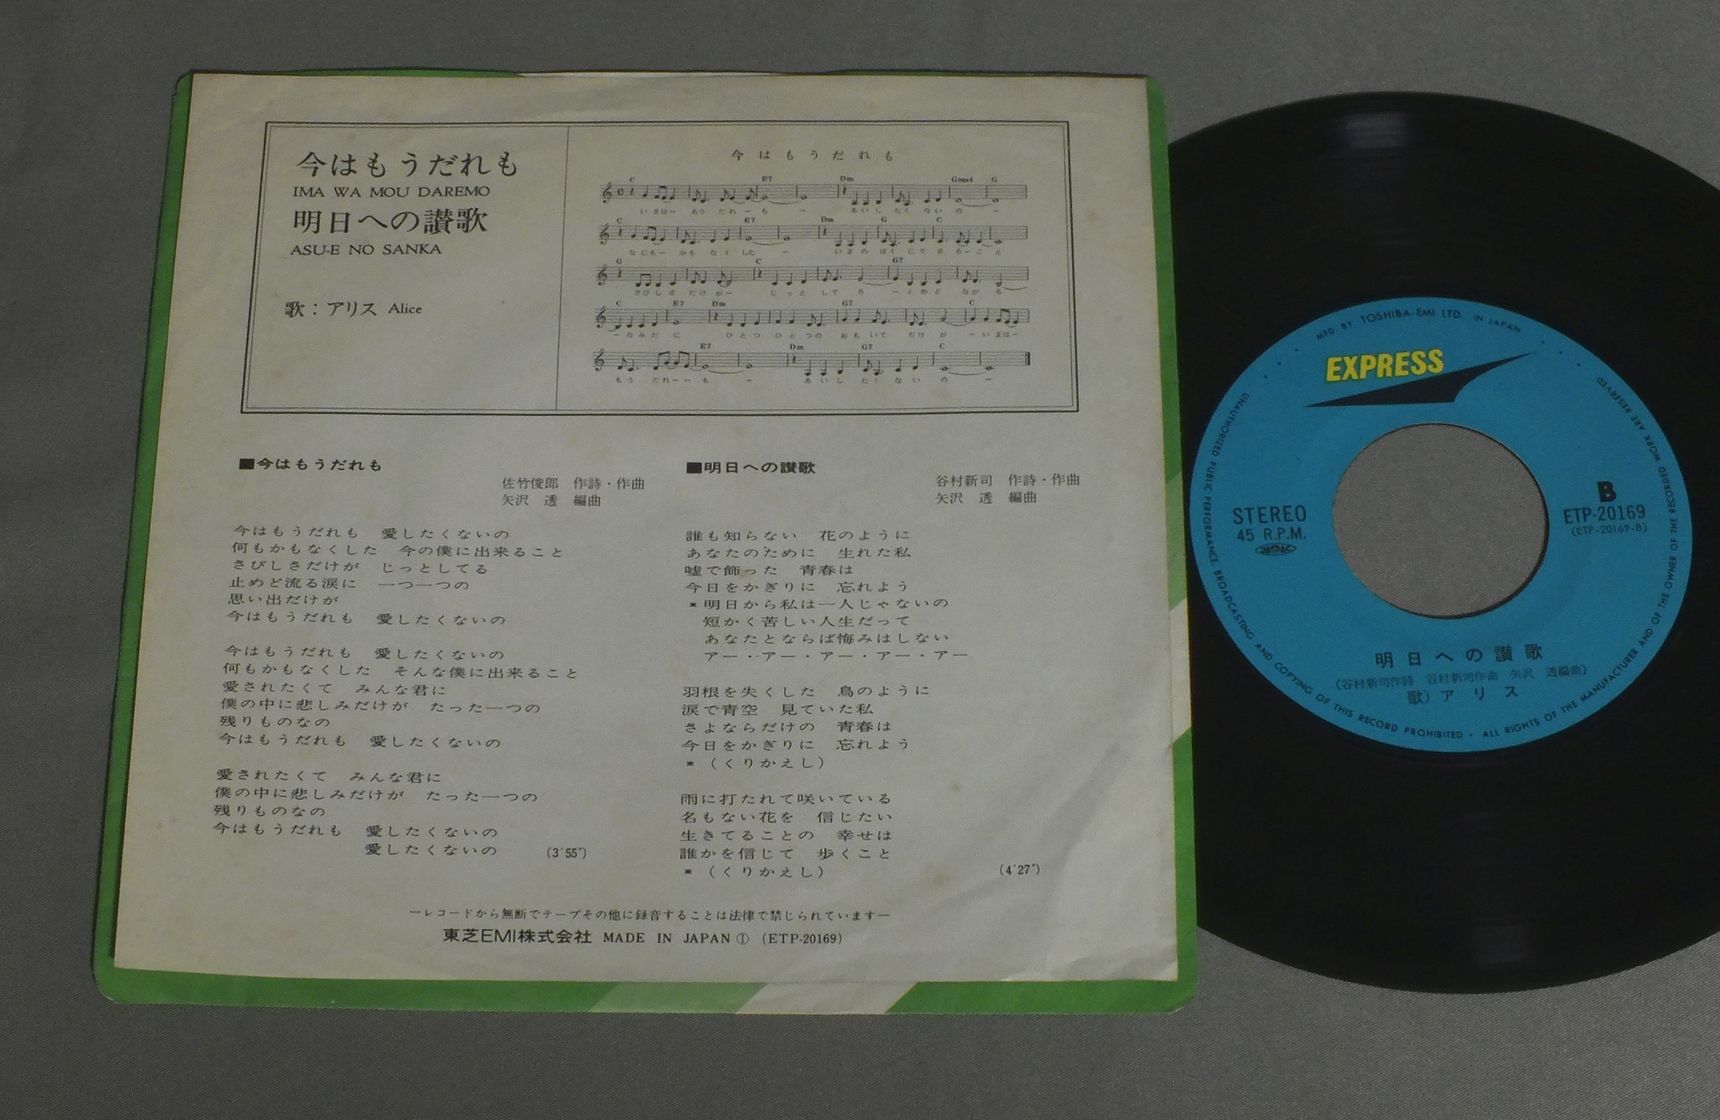 今はもうだれも
IMA WA MOU DAREMO
明日への讃歌
ASU-E NO SANKA
歌：アリス Alice
今はもうだれも
■今はもうだれも
佐竹俊郎　作詩・作曲
矢沢　透　編曲
今はもうだれも　愛したくないの
何もかもなくした　今の僕に出来ること
さびしさだけが　じっとしてる
止めど流る涙に　一つ一つの
思い出だけが
今はもうだれも　愛したくないの
今はもうだれも　愛したくないの
何もかもなくした　そんな僕に出来ること
愛されたくて　みんな君に
僕の中に悲しみだけが　たった一つの
残りものなの
今はもうだれも　愛したくないの
愛されたくて　みんな君に
僕の中に悲しみだけが　たった一つの
残りものなの
今はもうだれも　愛したくないの
愛したくないの　(3′55″)
■明日への讃歌
谷村新司　作詩・作曲
矢沢　透　編曲
誰も知らない　花のように
あなたのために　生れた私
嘘で飾った　青春は
今日をかぎりに　忘れよう
＊明日から私は一人じゃないの
短かく苦しい人生だって
あなたとならば悔みはしない
アー・・アー・アー・アー・アー
羽根を失くした　鳥のように
涙で青空　見ていた私
さよならだけの　青春は
今日をかぎりに　忘れよう
＊（くりかえし）
雨に打たれて咲いている
名もない花を　信じたい
生きてることの　幸せは
誰かを信じて　歩くこと
＊（くりかえし）
(4′27″)
ーレコードから無断でテープその他に録音することは法律で禁じられていますー
東芝EMI株式会社 MADE IN JAPAN ① (ETP-20169)
MFD BY TOSHIBA-EMI LTD. IN JAPAN
EXPRESS
STEREO
45 R.P.M.
JASRAC
B
ETP-20169
(ETP-20169-B)
明日への讃歌
(谷村新司作詩　谷村新司作曲　矢沢　透編曲)
歌）アリス
ALL RIGHTS OF THE MANUFACTURER AND OF THE OWNER OF THE RECORDED WORK ARE RESERVED
UNAUTHORIZED PUBLIC PERFORMANCE, BROADCASTING AND COPYING OF THIS RECORD PROHIBITED